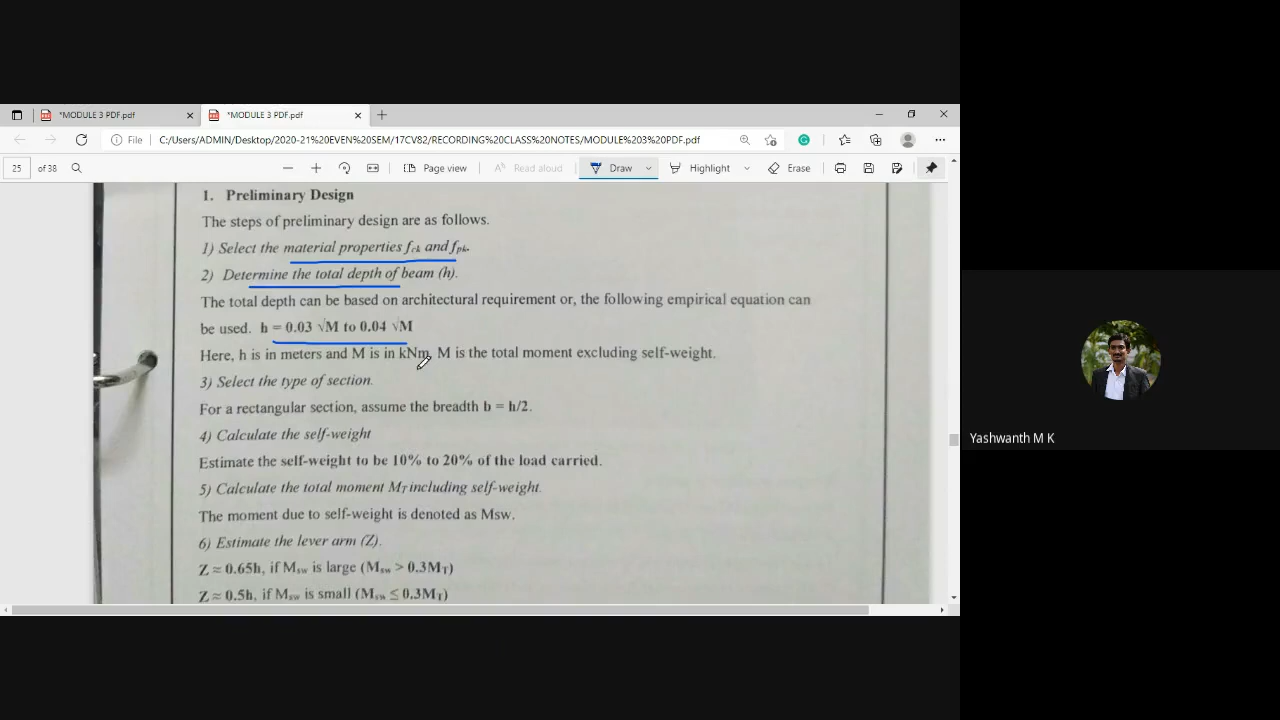 *MODULE 3 PDF.pdf
*MODULE 3 PDF.pdf
File C:/Users/ADMIN/Desktop/2020-21%20EVEN%20SEM/17CV82/RECORDING%20CLASS%20NOTES/MODULE%203%20PDF.pdf
25 of 38 Page view Read aloud Draw Highlight Erase
1. Preliminary Design
The steps of preliminary design are as follows.
1) Select the material properties fck and fpk.
2) Determine the total depth of beam (h).
The total depth can be based on architectural requirement or, the following empirical equation can
be used. h = 0.03 √M to 0.04 √M
Here, h is in meters and M is in kNm. M is the total moment excluding self-weight.
3) Select the type of section.
For a rectangular section, assume the breadth b = h/2.
4) Calculate the self-weight
Estimate the self-weight to be 10% to 20% of the load carried.
5) Calculate the total moment MT including self-weight.
The moment due to self-weight is denoted as Msw.
6) Estimate the lever arm (Z).
Z ≈ 0.65h, if Msw is large (Msw > 0.3MT)
Z ≈ 0.5h, if Msw is small (Msw ≤ 0.3MT)
Yashwanth M K